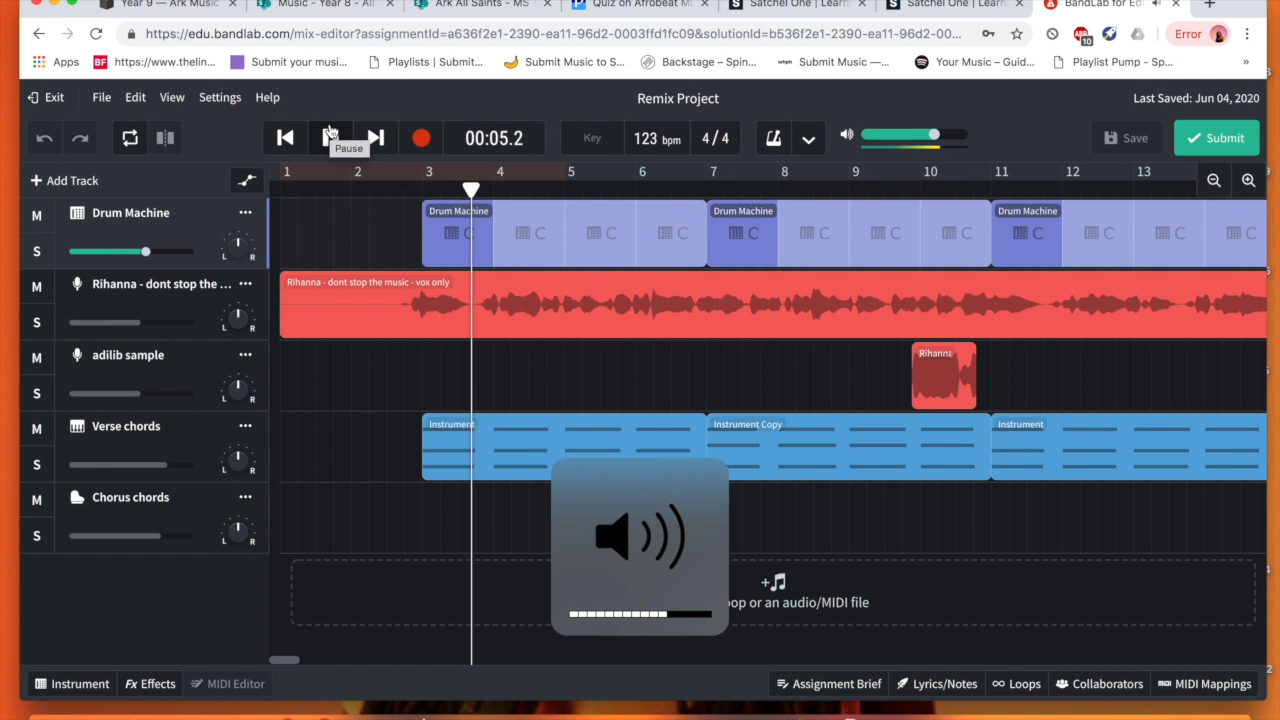 Year 9 — Ark Music
Music - Year 8 - All
Ark All Saints - MS T
Quiz on Afrobeat M
Satchel One | Learn
Satchel One | Learn
BandLab for Ed
https://edu.bandlab.com/mix-editor?assignmentId=a636f2e1-2390-ea11-96d2-0003ffd1fc09&solutionId=b536f2e1-2390-ea11-96d2-00...
10
Error
Apps
BF
https://www.thelin...
Submit your musi...
Playlists | Submit...
Submit Music to S...
Backstage – Spin...
Submit Music —...
Your Music – Guid...
Playlist Pump - Sp...
»
Exit
File
Edit
View
Settings
Help
Remix Project
Last Saved: Jun 04, 2020
Pause
00:05.2
Key
123 bpm
4 / 4
Save
Submit
Add Track
1 2 3 4 5 6 7 8 9 10 11 12 13
M
S
Drum Machine
L R
Drum Machine
C C C C
Drum Machine
C C C C
Drum Machine
C C C C
M
S
Rihanna - dont stop the ...
L R
Rihanna - dont stop the music - vox only
M
S
adilib sample
L R
Rihanna
M
S
Verse chords
L R
Instrument
Instrument Copy
Instrument
M
S
Chorus chords
L R
oop or an audio/MIDI file
Instrument
Fx Effects
MIDI Editor
Assignment Brief
Lyrics/Notes
Loops
Collaborators
MIDI Mappings